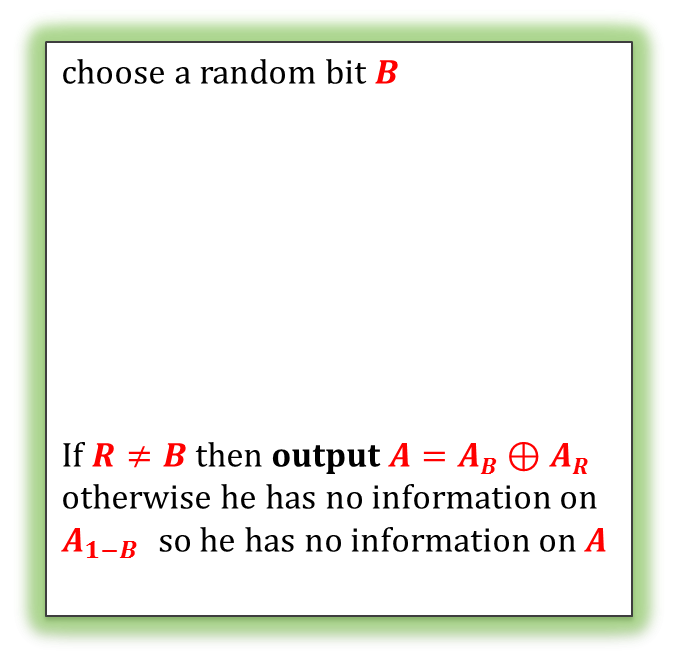 choose a random bit B
If R ≠ B then output A = A_B ⊕ A_R
otherwise he has no information on
A_{1−B} so he has no information on A